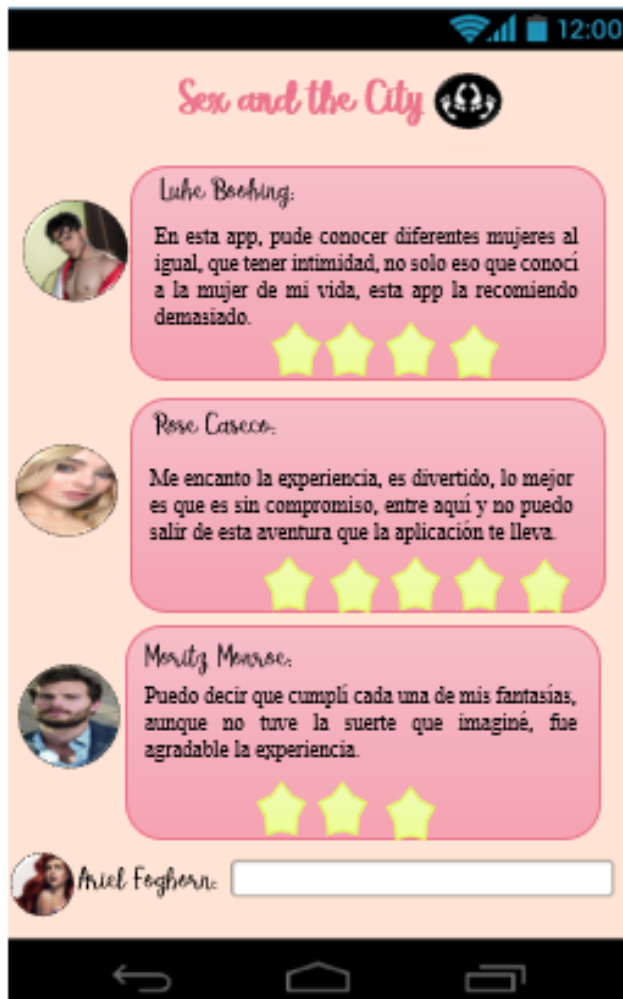 12:00
Sex and the City
Luke Booking:
En esta app, pude conocer diferentes mujeres al
igual, que tener intimidad, no solo eso que conocí
a la mujer de mi vida, esta app la recomiendo
demasiado.
Rose Caseco:
Me encanto la experiencia, es divertido, lo mejor
es que es sin compromiso, entre aquí y no puedo
salir de esta aventura que la aplicación te lleva.
Moritz Monroe:
Puedo decir que cumplí cada una de mis fantasías,
aunque no tuve la suerte que imaginé, fue
agradable la experiencia.
Ariel Foghorn: